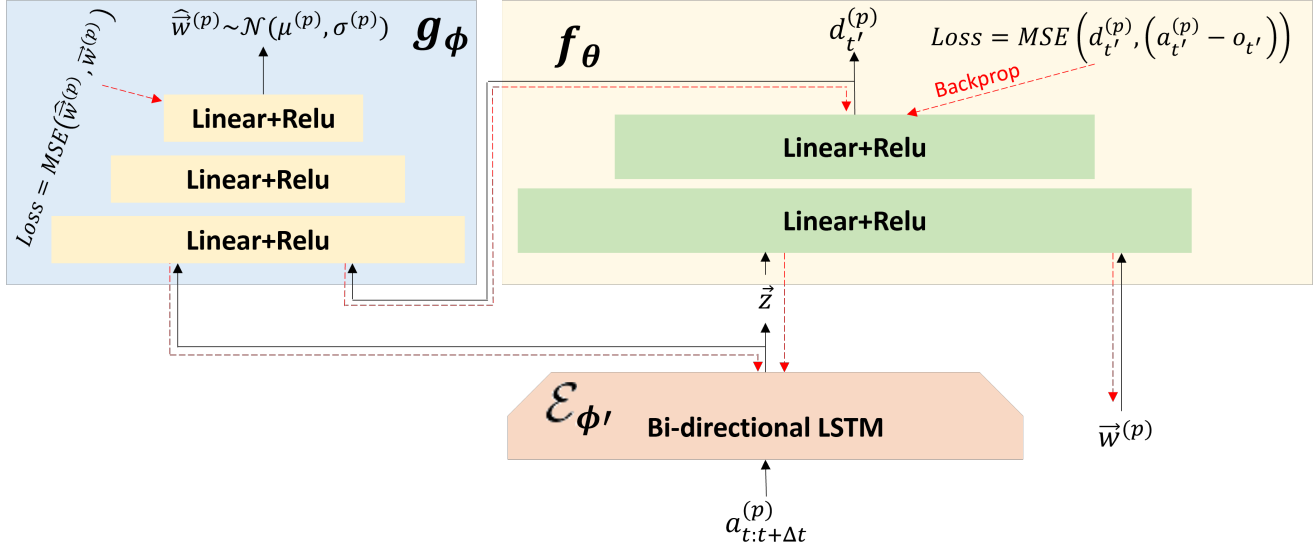 Loss = MSE(ŵ⃗^(p), w⃗^(p))
ŵ⃗^(p)~𝒩(μ^(p), σ^(p))
g_ϕ
Linear+Relu
Linear+Relu
Linear+Relu
f_θ
d_t′^(p)
Loss = MSE(d_t′^(p), (a_t′^(p) − o_t′))
Backprop
Linear+Relu
Linear+Relu
z⃗
ℰ_ϕ′
Bi-directional LSTM
w⃗^(p)
a_t:t+Δt^(p)